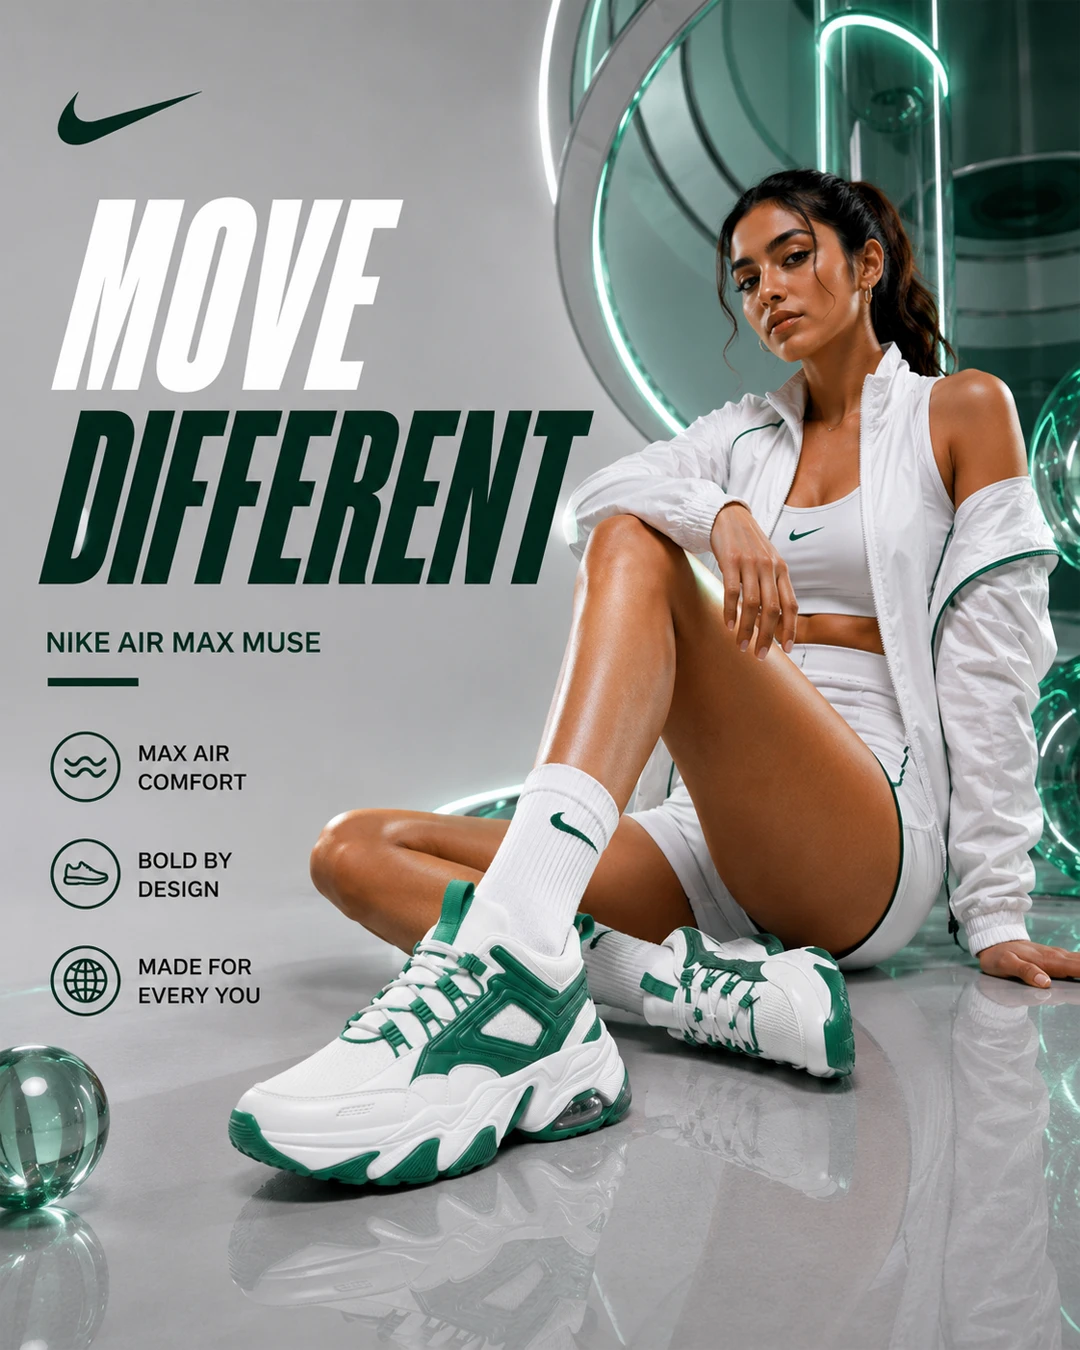 MOVE
DIFFERENT
NIKE AIR MAX MUSE
MAX AIR
COMFORT
BOLD BY
DESIGN
MADE FOR
EVERY YOU